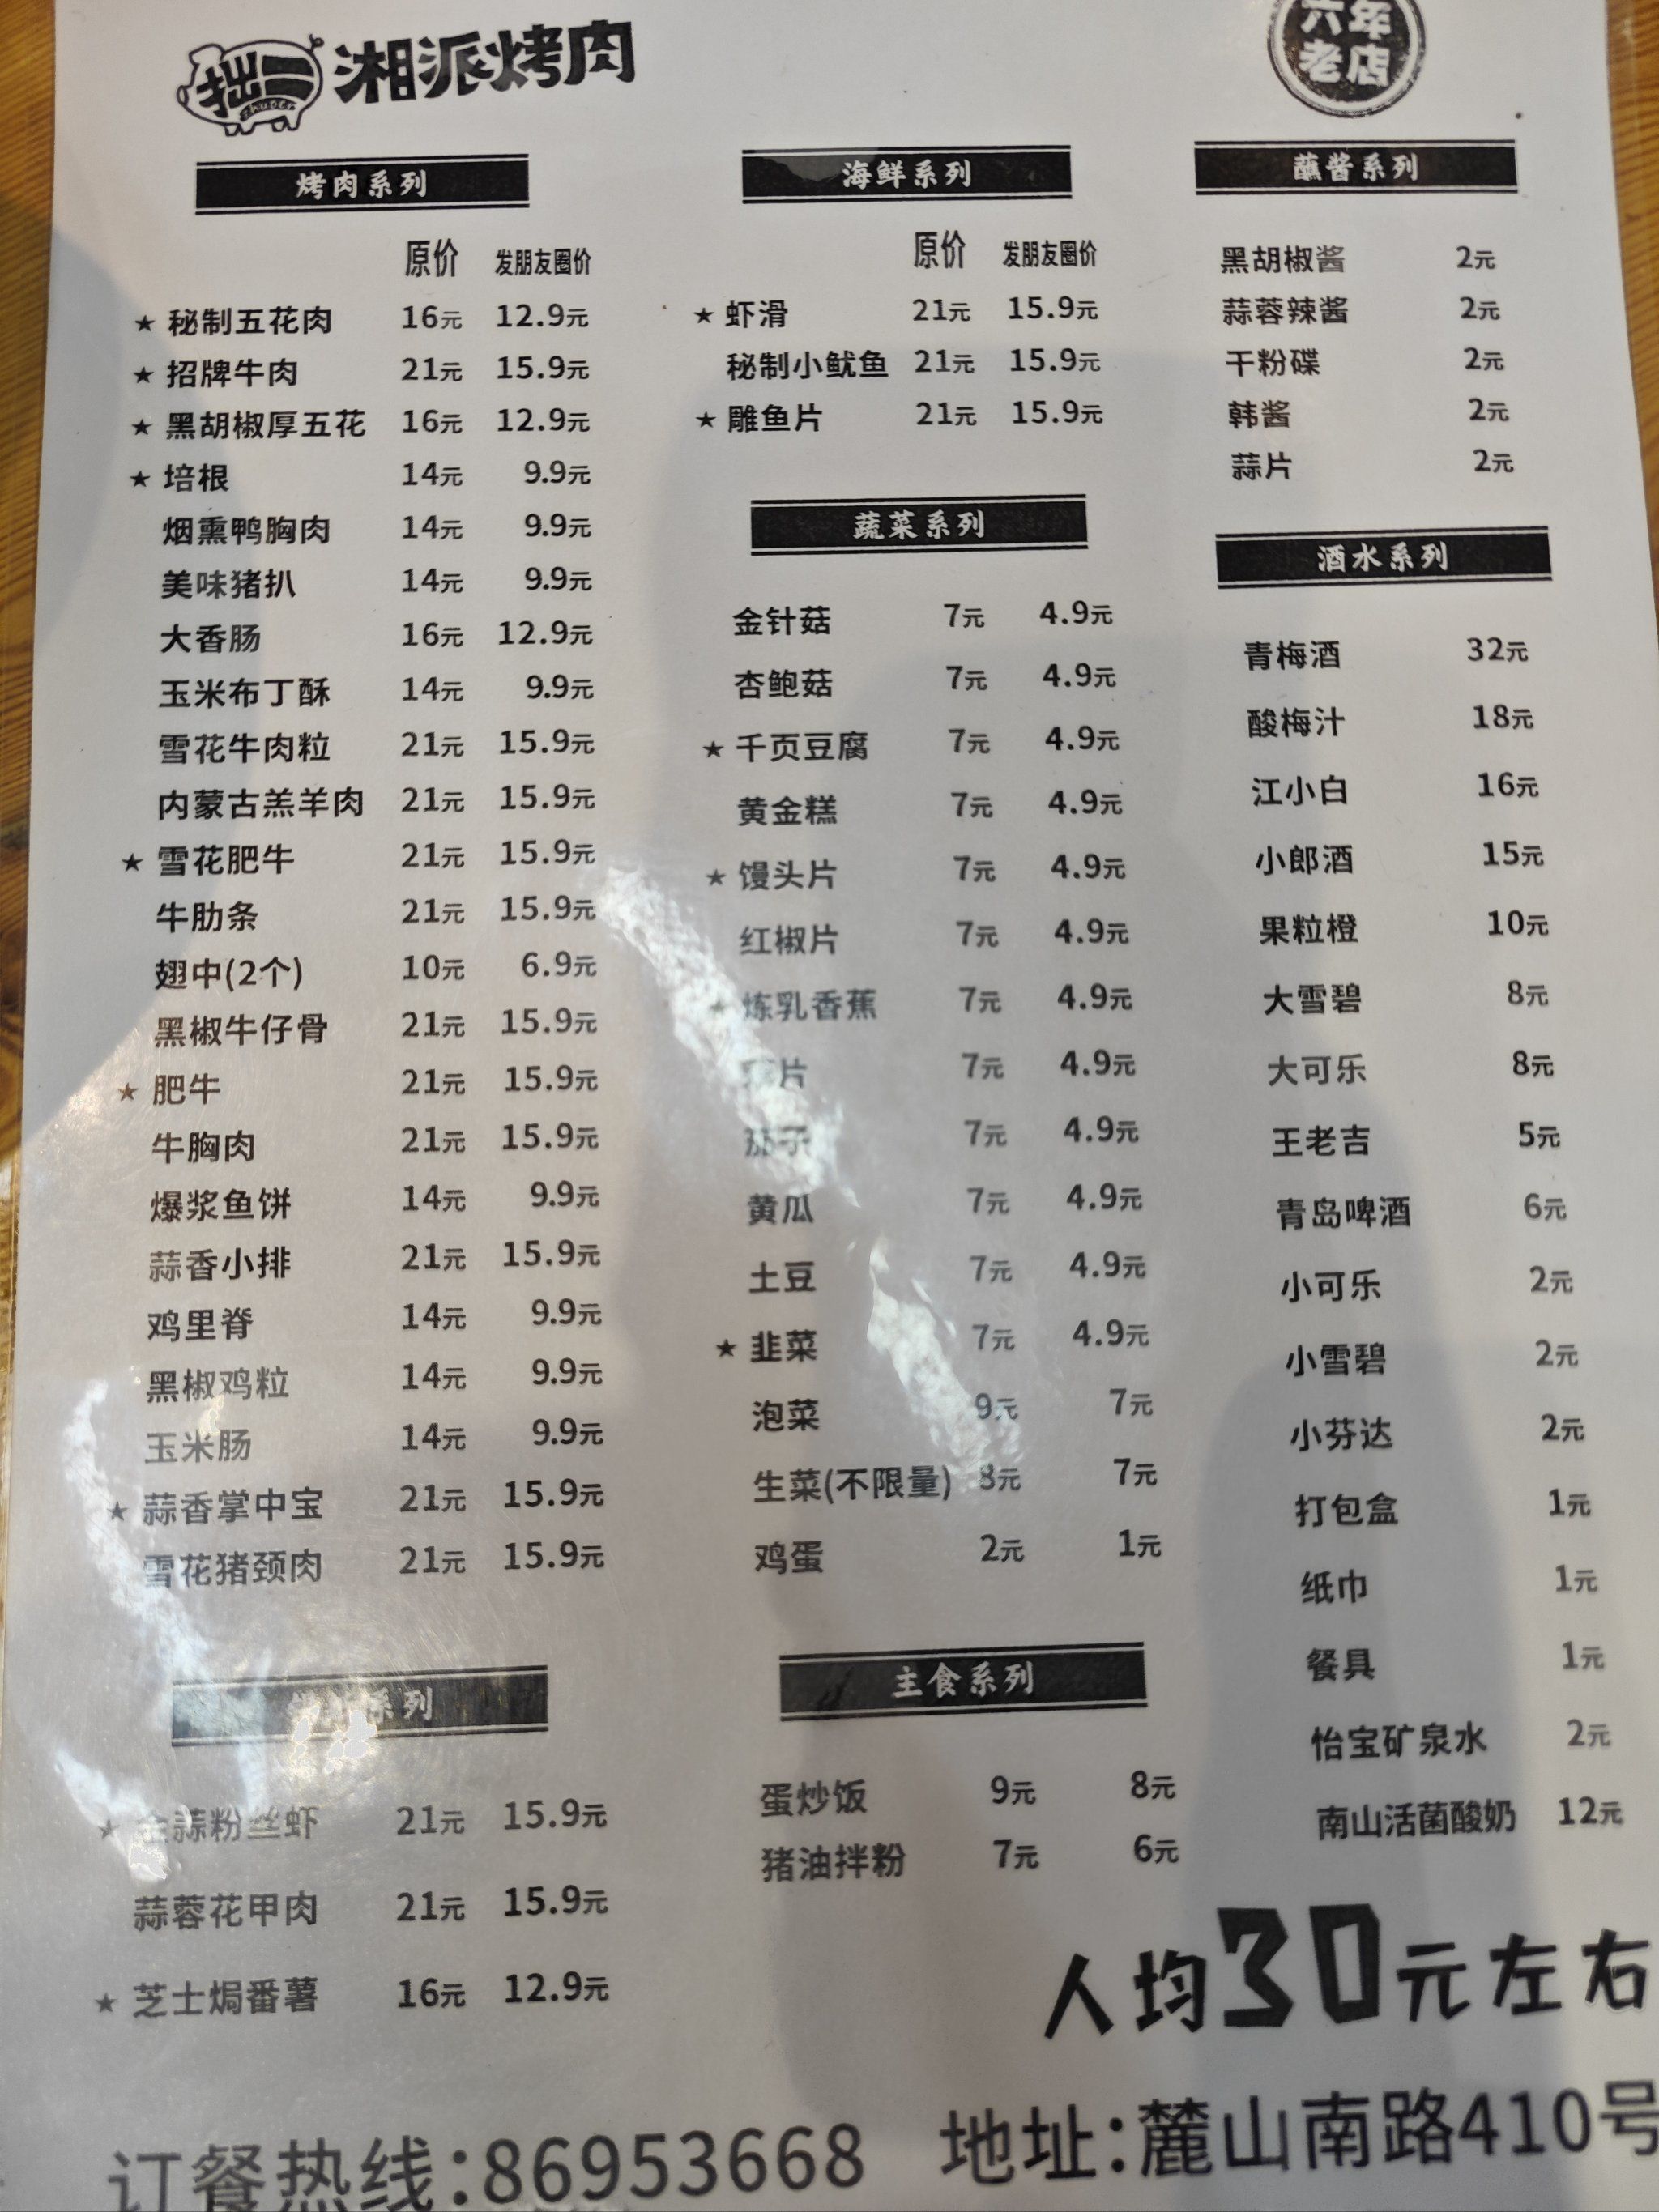 拙二
zhuoer
湘派烤肉
六年
老店
烤肉系列
原价 发朋友圈价
★ 秘制五花肉 16元 12.9元
★ 招牌牛肉 21元 15.9元
★ 黑胡椒厚五花 16元 12.9元
★ 培根 14元 9.9元
烟熏鸭胸肉 14元 9.9元
美味猪扒 14元 9.9元
大香肠 16元 12.9元
玉米布丁酥 14元 9.9元
雪花牛肉粒 21元 15.9元
内蒙古羔羊肉 21元 15.9元
★ 雪花肥牛 21元 15.9元
牛肋条 21元 15.9元
翅中(2个) 10元 6.9元
黑椒牛仔骨 21元 15.9元
★ 肥牛 21元 15.9元
牛胸肉 21元 15.9元
爆浆鱼饼 14元 9.9元
蒜香小排 21元 15.9元
鸡里脊 14元 9.9元
黑椒鸡粒 14元 9.9元
玉米肠 14元 9.9元
★ 蒜香掌中宝 21元 15.9元
雪花猪颈肉 21元 15.9元
系列
★ 金蒜粉丝虾 21元 15.9元
蒜蓉花甲肉 21元 15.9元
★ 芝士焗番薯 16元 12.9元
海鲜系列
原价 发朋友圈价
★ 虾滑 21元 15.9元
秘制小鱿鱼 21元 15.9元
★ 雕鱼片 21元 15.9元
蔬菜系列
金针菇 7元 4.9元
杏鲍菇 7元 4.9元
★ 千页豆腐 7元 4.9元
黄金糕 7元 4.9元
★ 馒头片 7元 4.9元
红椒片 7元 4.9元
★ 炼乳香蕉 7元 4.9元
片 7元 4.9元
茄子 7元 4.9元
黄瓜 7元 4.9元
土豆 7元 4.9元
★ 韭菜 7元 4.9元
泡菜 9元 7元
生菜(不限量) 8元 7元
鸡蛋 2元 1元
主食系列
蛋炒饭 9元 8元
猪油拌粉 7元 6元
蘸酱系列
黑胡椒酱 2元
蒜蓉辣酱 2元
干粉碟 2元
韩酱 2元
蒜片 2元
酒水系列
青梅酒 32元
酸梅汁 18元
江小白 16元
小郎酒 15元
果粒橙 10元
大雪碧 8元
大可乐 8元
王老吉 5元
青岛啤酒 6元
小可乐 2元
小雪碧 2元
小芬达 2元
打包盒 1元
纸巾 1元
餐具 1元
怡宝矿泉水 2元
南山活菌酸奶 12元
人均30元左右
订餐热线:86953668 地址:麓山南路410号